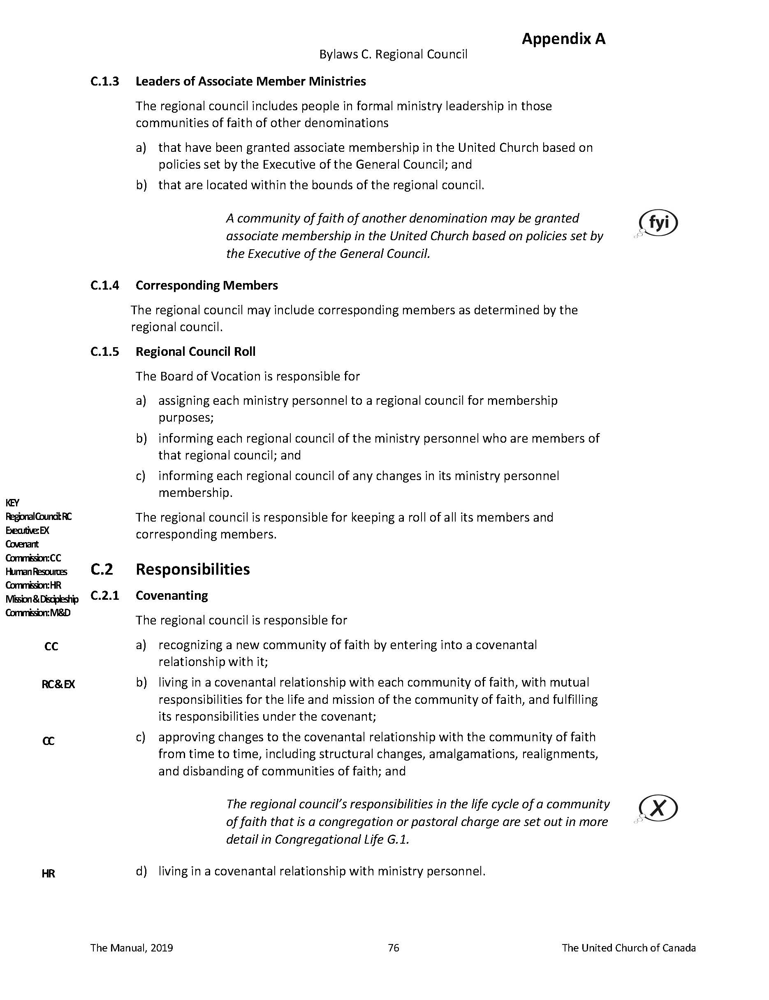 Appendix A
Bylaws C. Regional Council
C.1.3 Leaders of Associate Member Ministries
The regional council includes people in formal ministry leadership in those
communities of faith of other denominations
a) that have been granted associate membership in the United Church based on
policies set by the Executive of the General Council; and
b) that are located within the bounds of the regional council.
A community of faith of another denomination may be granted
associate membership in the United Church based on policies set by
the Executive of the General Council.
fyi
C.1.4 Corresponding Members
The regional council may include corresponding members as determined by the
regional council.
C.1.5 Regional Council Roll
The Board of Vocation is responsible for
a) assigning each ministry personnel to a regional council for membership
purposes;
b) informing each regional council of the ministry personnel who are members of
that regional council; and
c) informing each regional council of any changes in its ministry personnel
membership.
The regional council is responsible for keeping a roll of all its members and
corresponding members.
KEY
Regional Council: RC
Executive: EX
Covenant
Commission: CC
Human Resources
Commission: HR
Mission & Discipleship
Commission: M&D
C.2 Responsibilities
C.2.1 Covenanting
The regional council is responsible for
CC a) recognizing a new community of faith by entering into a covenantal
relationship with it;
RC & EX b) living in a covenantal relationship with each community of faith, with mutual
responsibilities for the life and mission of the community of faith, and fulfilling
its responsibilities under the covenant;
CC c) approving changes to the covenantal relationship with the community of faith
from time to time, including structural changes, amalgamations, realignments,
and disbanding of communities of faith; and
The regional council’s responsibilities in the life cycle of a community
of faith that is a congregation or pastoral charge are set out in more
detail in Congregational Life G.1.
X
HR d) living in a covenantal relationship with ministry personnel.
The Manual, 2019 76 The United Church of Canada